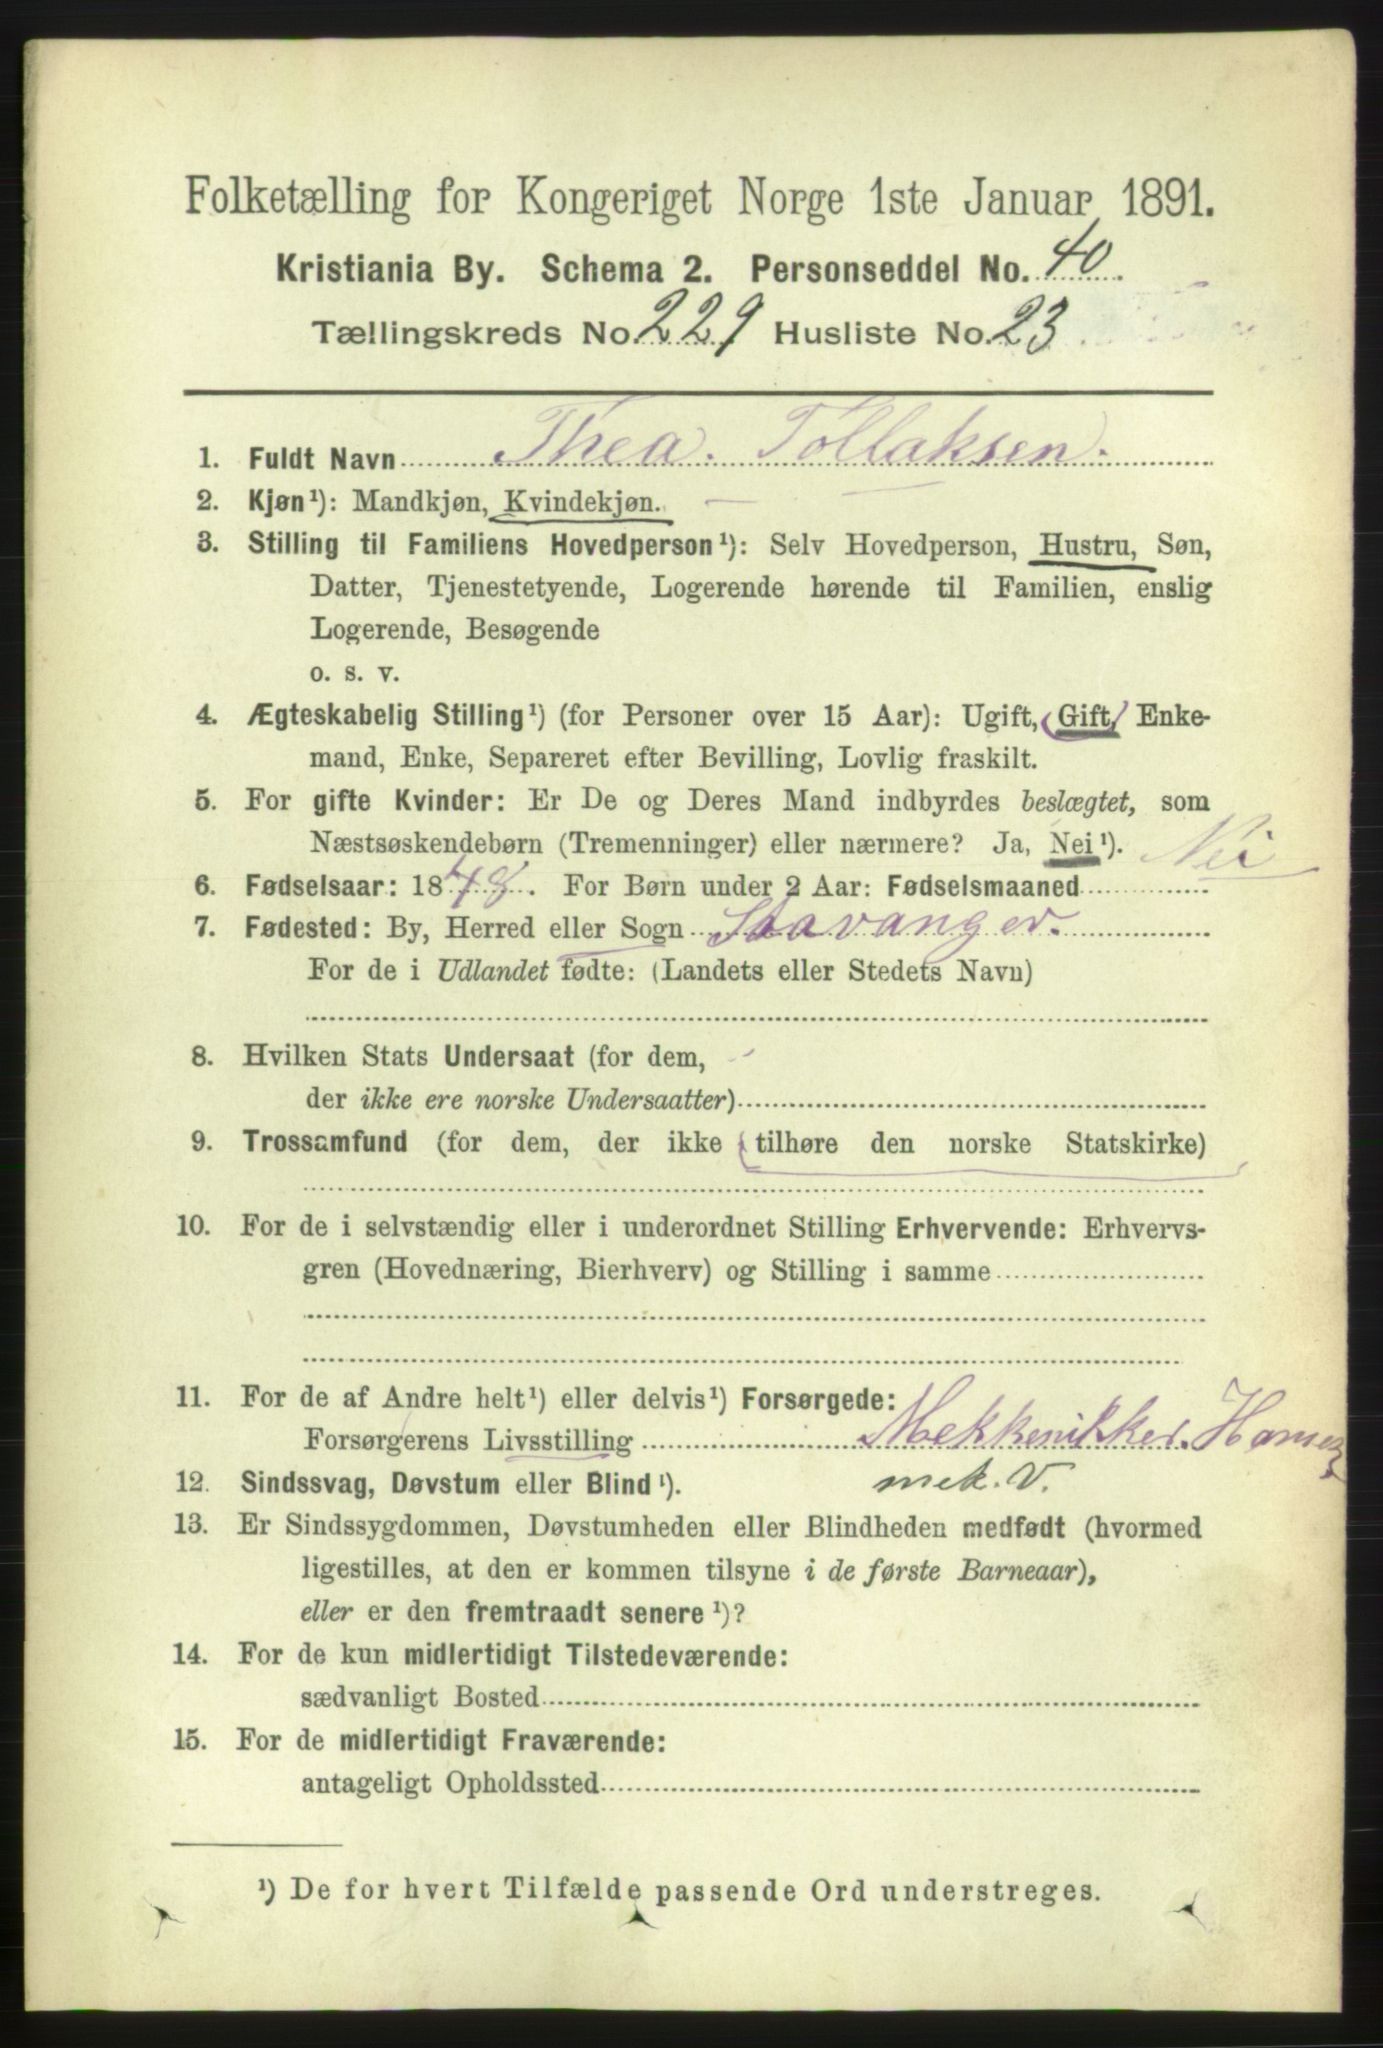 Folketælling for Kongeriget Norge 1ste Januar 1891.
Kristiania By. Schema 2. Personseddel No. 40.
Tællingskreds No. 229 Husliste No. 23
1. Fuldt Navn Thea. Tollaksen.
2. Kjøn¹): Mandkjøn, Kvindekjøn.
3. Stilling til Familiens Hovedperson¹): Selv Hovedperson, Hustru, Søn,
Datter, Tjenestetyende, Logerende hørende til Familien, enslig
Logerende, Besøgende
o. s. v.
4. Ægteskabelig Stilling¹) (for Personer over 15 Aar): Ugift, (Gift,) Enke-
mand, Enke, Separeret efter Bevilling, Lovlig fraskilt.
5. For gifte Kvinder: Er De og Deres Mand indbyrdes beslægtet, som
Næstsøskendebørn (Tremenninger) eller nærmere? Ja, Nei¹). Nei
6. Fødselsaar: 1848. For Børn under 2 Aar: Fødselsmaaned
7. Fødested: By, Herred eller Sogn Stavanger.
For de i Udlandet fødte: (Landets eller Stedets Navn)
8. Hvilken Stats Undersaat (for dem,
der ikke ere norske Undersaatter)
9. Trossamfund (for dem, der ikke tilhøre den norske Statskirke)
10. For de i selvstændig eller i underordnet Stilling Erhvervende: Erhvervs-
gren (Hovednæring, Bierhverv) og Stilling i samme
11. For de af Andre helt¹) eller delvis¹) Forsørgede:
Forsørgerens Livsstilling Mekkenikker.
12. Sindssvag, Døvstum eller Blind¹). mek. V.
13. Er Sindssygdommen, Døvstumheden eller Blindheden medfødt (hvormed
ligestilles, at den er kommen tilsyne i de første Barneaar),
eller er den fremtraadt senere¹)?
14. For de kun midlertidigt Tilstedeværende:
sædvanligt Bosted
15. For de midlertidigt Fraværende:
antageligt Opholdssted
¹) De for hvert Tilfælde passende Ord understreges.